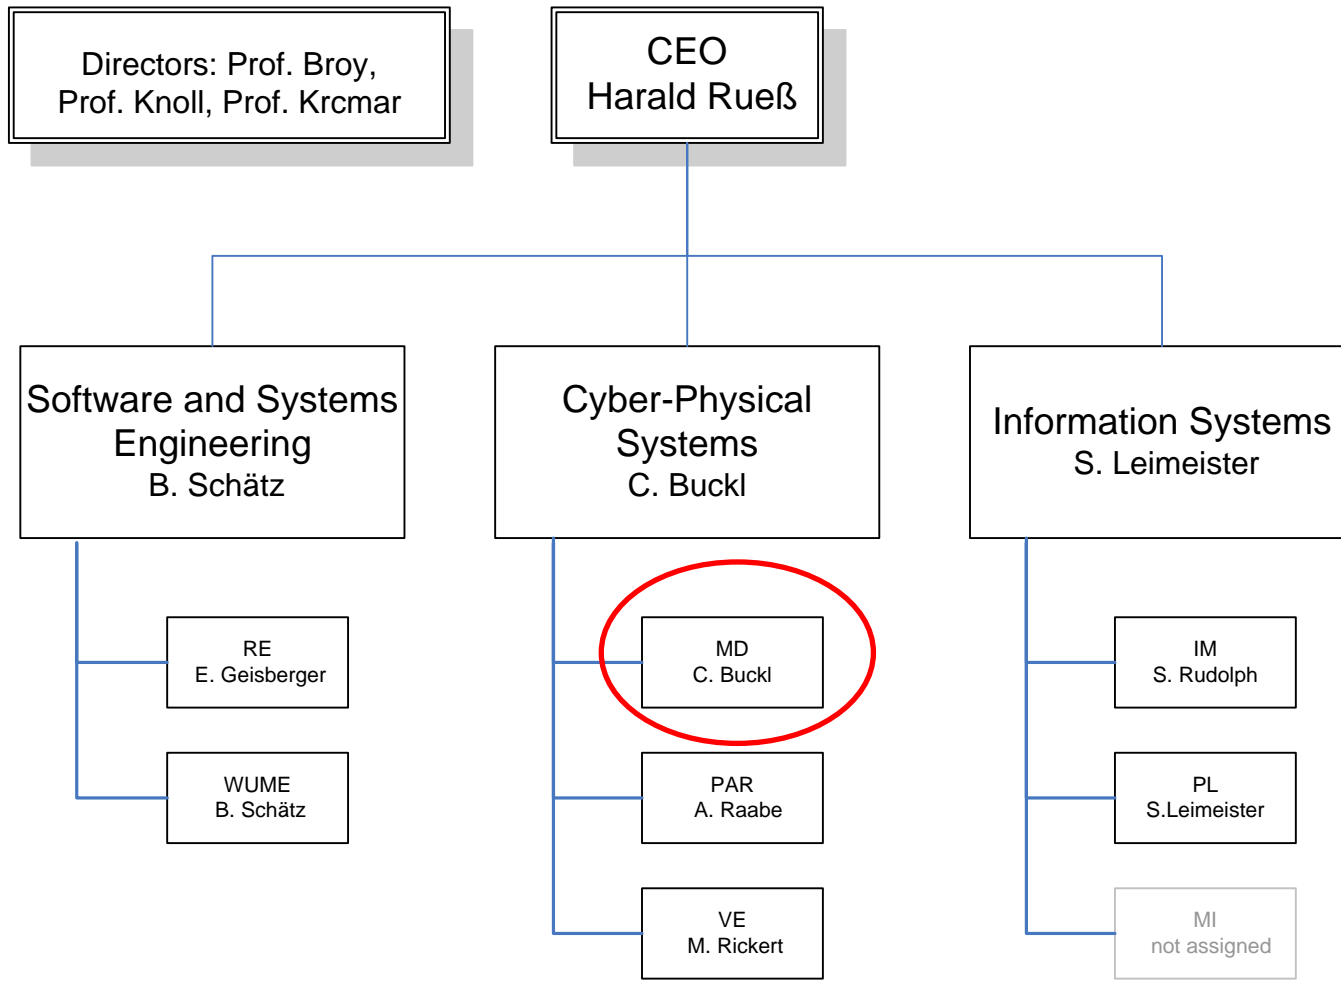 Directors: Prof. Broy,
Prof. Knoll, Prof. Krcmar
CEO
Harald Rueß
Software and Systems
Engineering
B. Schätz
Cyber-Physical
Systems
C. Buckl
Information Systems
S. Leimeister
RE
E. Geisberger
WUME
B. Schätz
MD
C. Buckl
PAR
A. Raabe
VE
M. Rickert
IM
S. Rudolph
PL
S.Leimeister
MI
not assigned